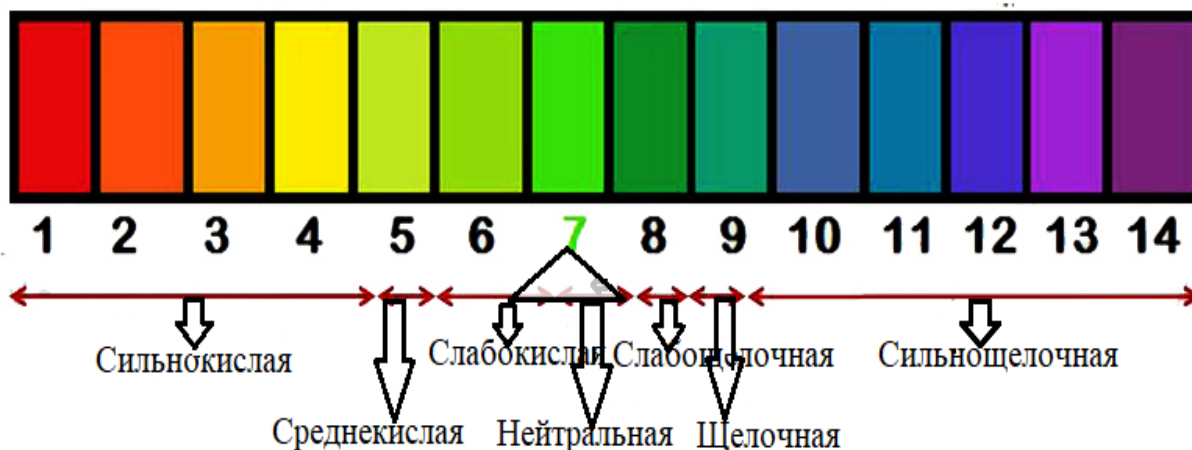 1 2 3 4 5 6 7 8 9 10 11 12 13 14
Сильнокислая Слабокислая Слабощелочная Сильнощелочная
Среднекислая Нейтральная Щелочная